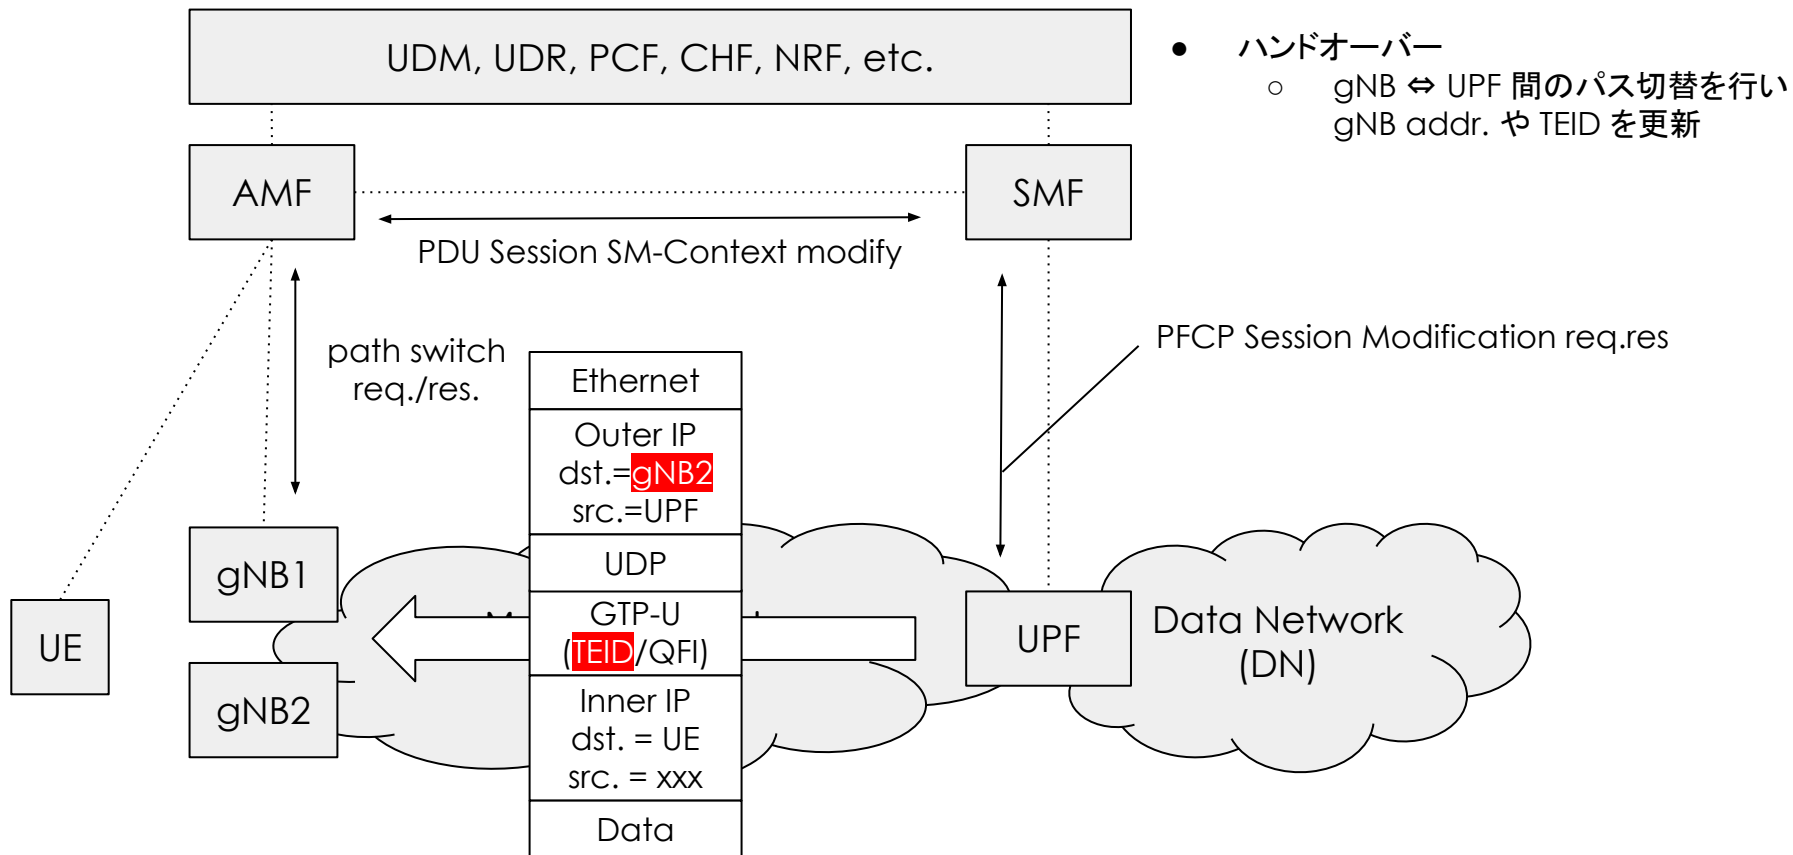 UDM, UDR, PCF, CHF, NRF, etc.
● ハンドオーバー
○ gNB ⇔ UPF 間のパス切替を行い
gNB addr. や TEID を更新
AMF
SMF
PDU Session SM-Context modify
path switch
req./res.
PFCP Session Modification req.res
Ethernet
Outer IP
dst.=gNB2
src.=UPF
UDP
GTP-U
(TEID/QFI)
Inner IP
dst. = UE
src. = xxx
Data
gNB1
gNB2
UE
UPF
Data Network
(DN)